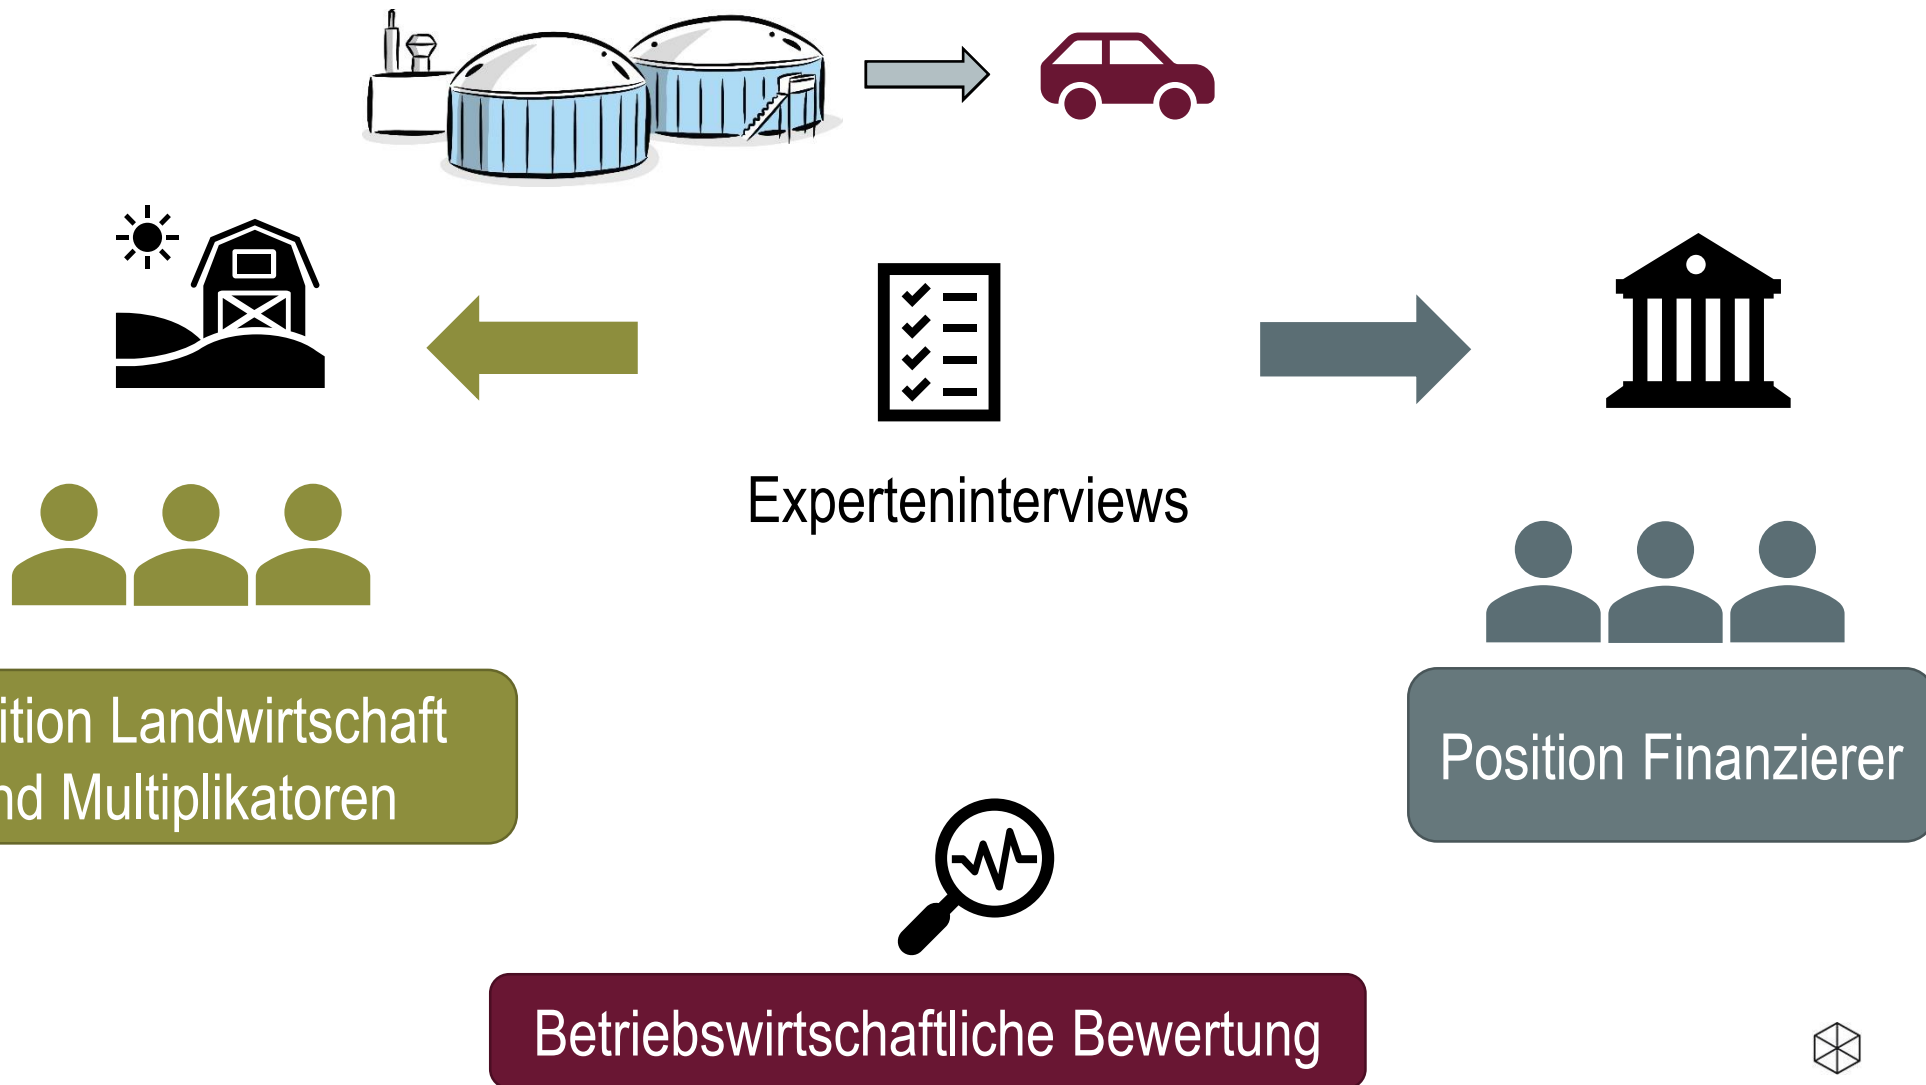 Experteninterviews
ition Landwirtschaft
nd Multiplikatoren
Position Finanzierer
Betriebswirtschaftliche Bewertung